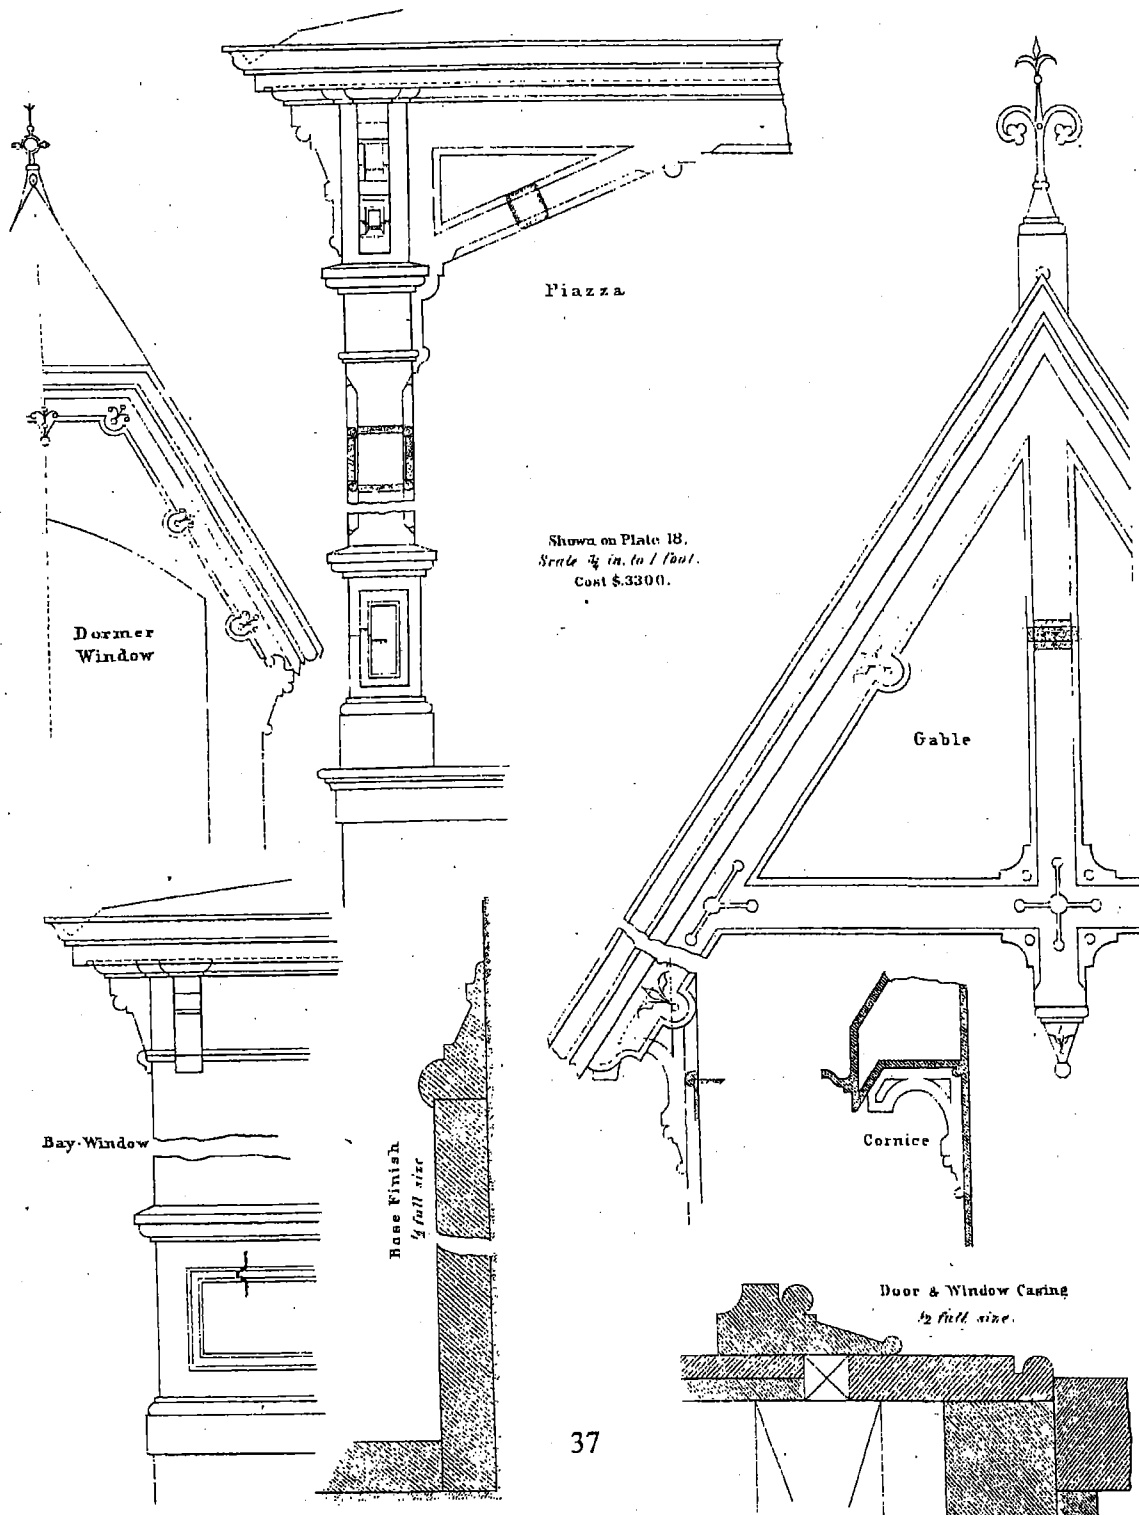 Piazza
Shown on Plate 18.
Scale ¾ in. to 1 foot.
Cost $.3300.
Dormer
Window
Gable
Bay-Window
Base Finish
½ full size
Cornice
Door & Window Casing
½ full size.
37